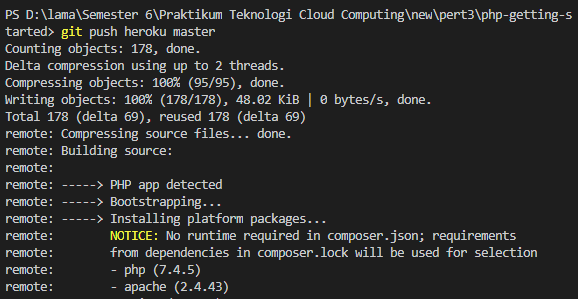 PS D:\lama\Semester 6\Praktikum Teknologi Cloud Computing\new\pert3\php-getting-s
tarted> git push heroku master
Counting objects: 178, done.
Delta compression using up to 2 threads.
Compressing objects: 100% (95/95), done.
Writing objects: 100% (178/178), 48.02 KiB | 0 bytes/s, done.
Total 178 (delta 69), reused 178 (delta 69)
remote: Compressing source files... done.
remote: Building source:
remote:
remote: -----> PHP app detected
remote: -----> Bootstrapping...
remote: -----> Installing platform packages...
remote:        NOTICE: No runtime required in composer.json; requirements
remote:        from dependencies in composer.lock will be used for selection
remote:        - php (7.4.5)
remote:        - apache (2.4.43)